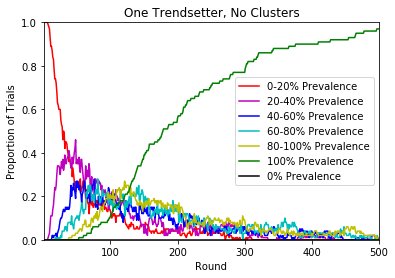 One Trendsetter, No Clusters
Proportion of Trials
1.0
0.8
0.6
0.4
0.2
0.0
0-20% Prevalence
20-40% Prevalence
40-60% Prevalence
60-80% Prevalence
80-100% Prevalence
100% Prevalence
0% Prevalence
100 200 300 400 500
Round